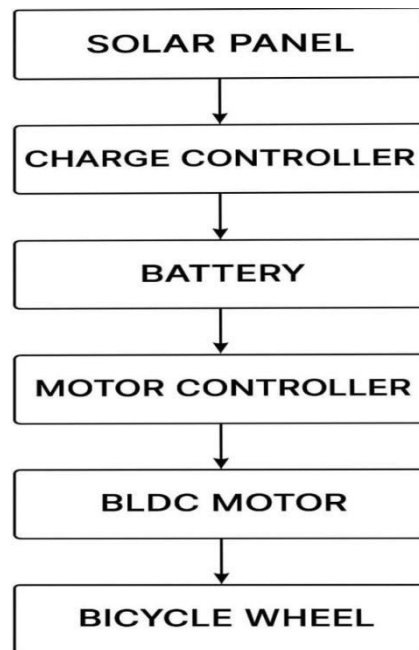 SOLAR PANEL
CHARGE CONTROLLER
BATTERY
MOTOR CONTROLLER
BLDC MOTOR
BICYCLE WHEEL